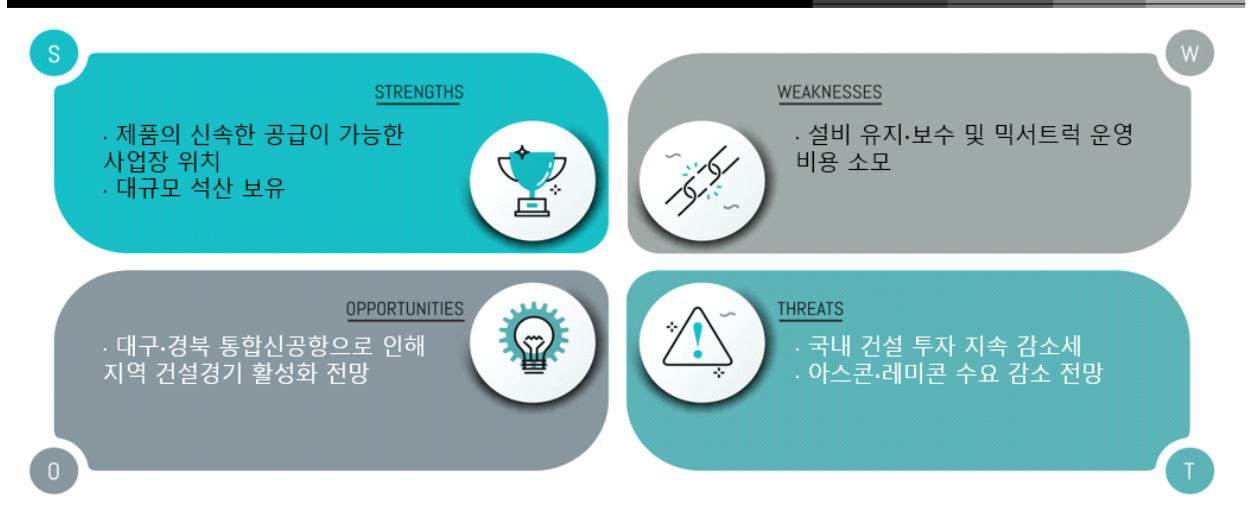 S
STRENGTHS
· 제품의 신속한 공급이 가능한
사업장 위치
· 대규모 석산 보유
W
WEAKNESSES
· 설비 유지·보수 및 믹서트럭 운영
비용 소모
OPPORTUNITIES
· 대구·경북 통합신공항으로 인해
지역 건설경기 활성화 전망
O
THREATS
· 국내 건설 투자 지속 감소세
· 아스콘·레미콘 수요 감소 전망
T